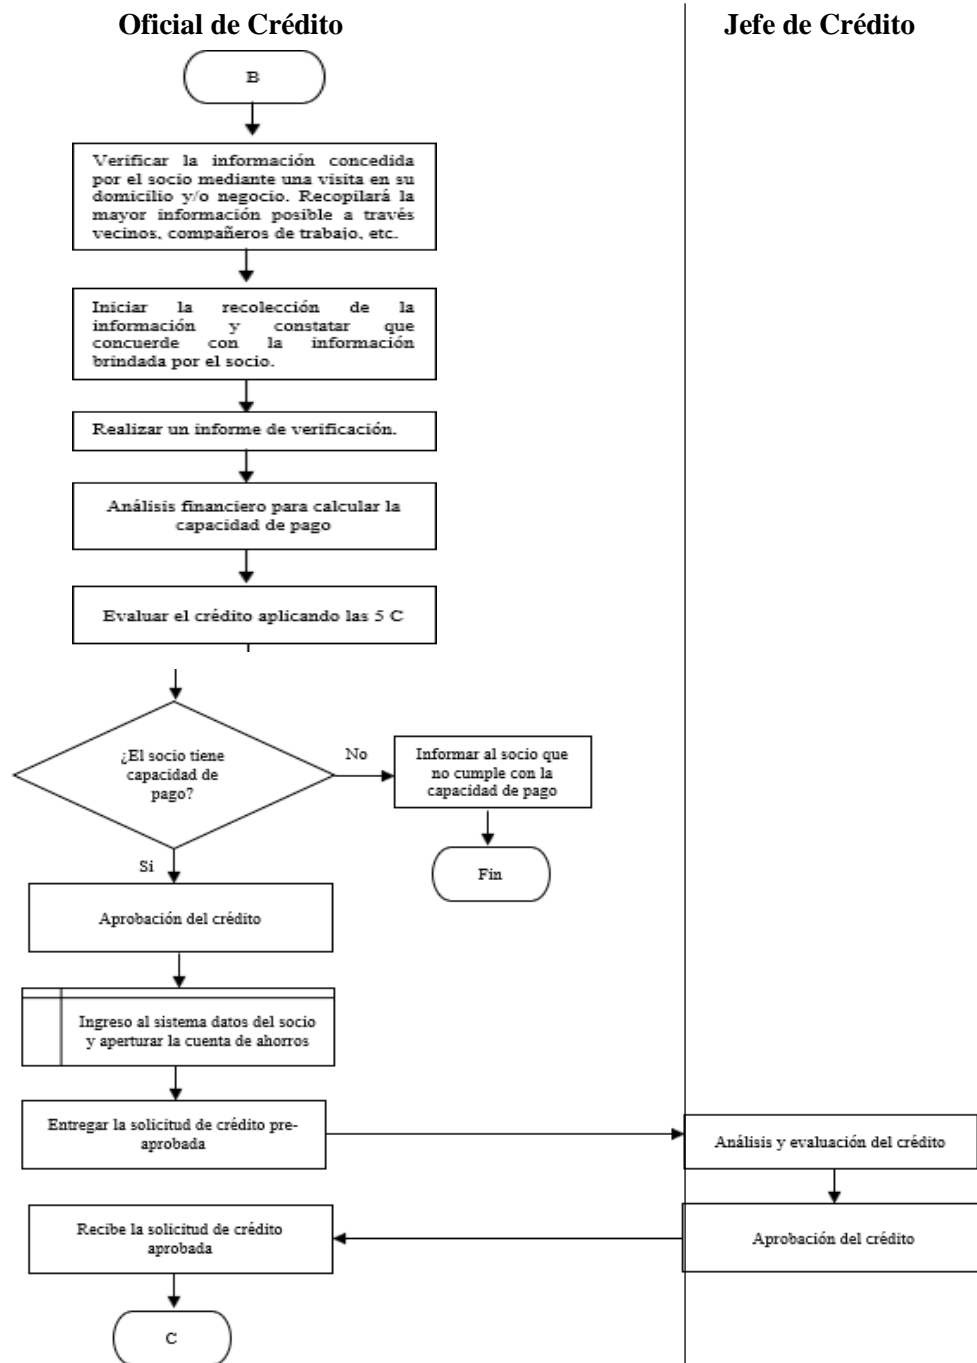 Oficial de Crédito
Jefe de Crédito
B
Verificar la información concedida
por el socio mediante una visita en su
domicilio y/o negocio. Recopilará la
mayor información posible a través
vecinos, compañeros de trabajo, etc.
Iniciar la recolección de la
información y constatar que
concuerde con la información
brindada por el socio.
Realizar un informe de verificación.
Análisis financiero para calcular la
capacidad de pago
Evaluar el crédito aplicando las 5 C
¿El socio tiene
capacidad de
pago?
No
Informar al socio que
no cumple con la
capacidad de pago
Fin
Si
Aprobación del crédito
Ingreso al sistema datos del socio
y aperturar la cuenta de ahorros
Entregar la solicitud de crédito pre-
aprobada
Análisis y evaluación del crédito
Recibe la solicitud de crédito
aprobada
Aprobación del crédito
C